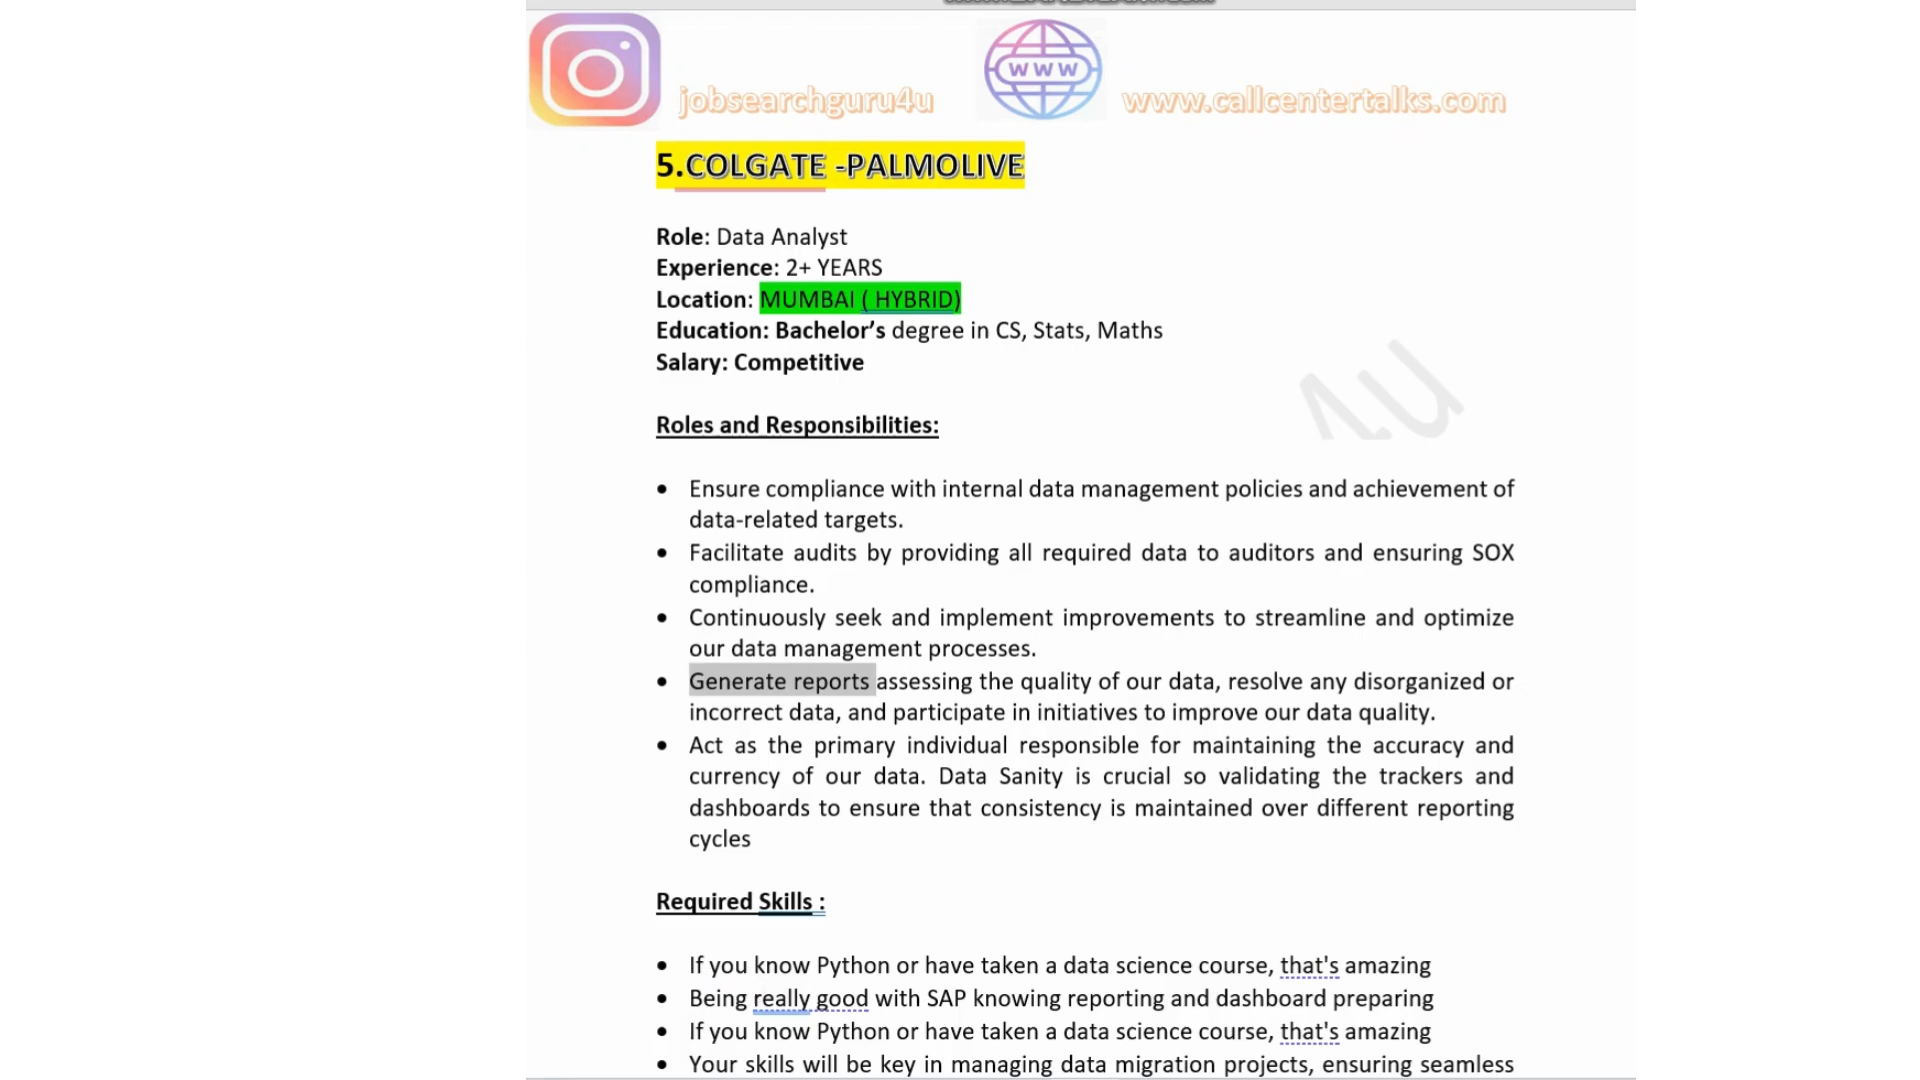 jobsearchguru4u
www
www.callcentertalks.com
5.COLGATE -PALMOLIVE
Role: Data Analyst
Experience: 2+ YEARS
Location: MUMBAI ( HYBRID)
Education: Bachelor’s degree in CS, Stats, Maths
Salary: Competitive
4u
Roles and Responsibilities:
• Ensure compliance with internal data management policies and achievement of
data-related targets.
• Facilitate audits by providing all required data to auditors and ensuring SOX
compliance.
• Continuously seek and implement improvements to streamline and optimize
our data management processes.
• Generate reports assessing the quality of our data, resolve any disorganized or
incorrect data, and participate in initiatives to improve our data quality.
• Act as the primary individual responsible for maintaining the accuracy and
currency of our data. Data Sanity is crucial so validating the trackers and
dashboards to ensure that consistency is maintained over different reporting
cycles
Required Skills :
• If you know Python or have taken a data science course, that's amazing
• Being really good with SAP knowing reporting and dashboard preparing
• If you know Python or have taken a data science course, that's amazing
• Your skills will be key in managing data migration projects, ensuring seamless